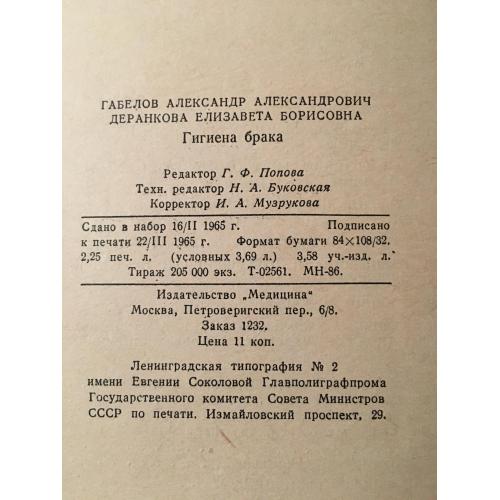 ГАБЕЛОВ АЛЕКСАНДР АЛЕКСАНДРОВИЧ
ДЕРАНКОВА ЕЛИЗАВЕТА БОРИСОВНА
Гигиена брака
Редактор Г. Ф. Попова
Техн. редактор Н. А. Буковская
Корректор И. А. Музрукова
Сдано в набор 16/II 1965 г. Подписано
к печати 22/III 1965 г. Формат бумаги 84×108/32.
2,25 печ. л. (условных 3,69 л.) 3,58 уч.-изд. л.
Тираж 205 000 экз. Т-02561. МН-86.
Издательство „Медицина“
Москва, Петроверигский пер., 6/8.
Заказ 1232.
Цена 11 коп.
Ленинградская типография № 2
имени Евгении Соколовой Главполиграфпрома
Государственного комитета Совета Министров
СССР по печати. Измайловский проспект, 29.